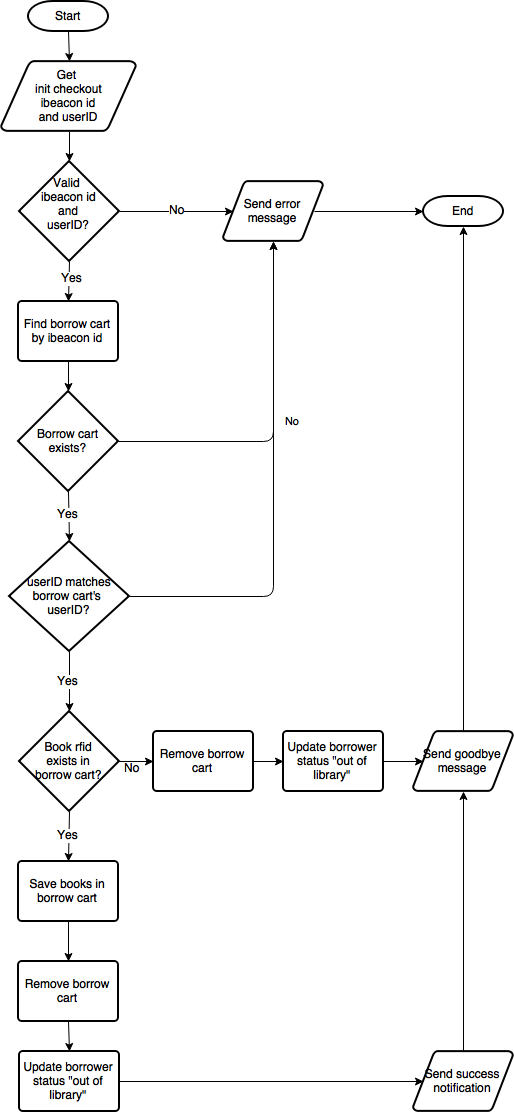 Start
Get
init checkout
ibeacon id
and userID
Valid
ibeacon id
and
userID?
No
Send error
message
End
Yes
Find borrow cart
by ibeacon id
Borrow cart
exists?
No
Yes
userID matches
borrow cart's
userID?
Yes
Book rfid
exists in
borrow cart?
No
Remove borrow
cart
Update borrower
status "out of
library"
Send goodbye
message
Yes
Save books in
borrow cart
Remove borrow
cart
Update borrower
status "out of
library"
Send success
notification